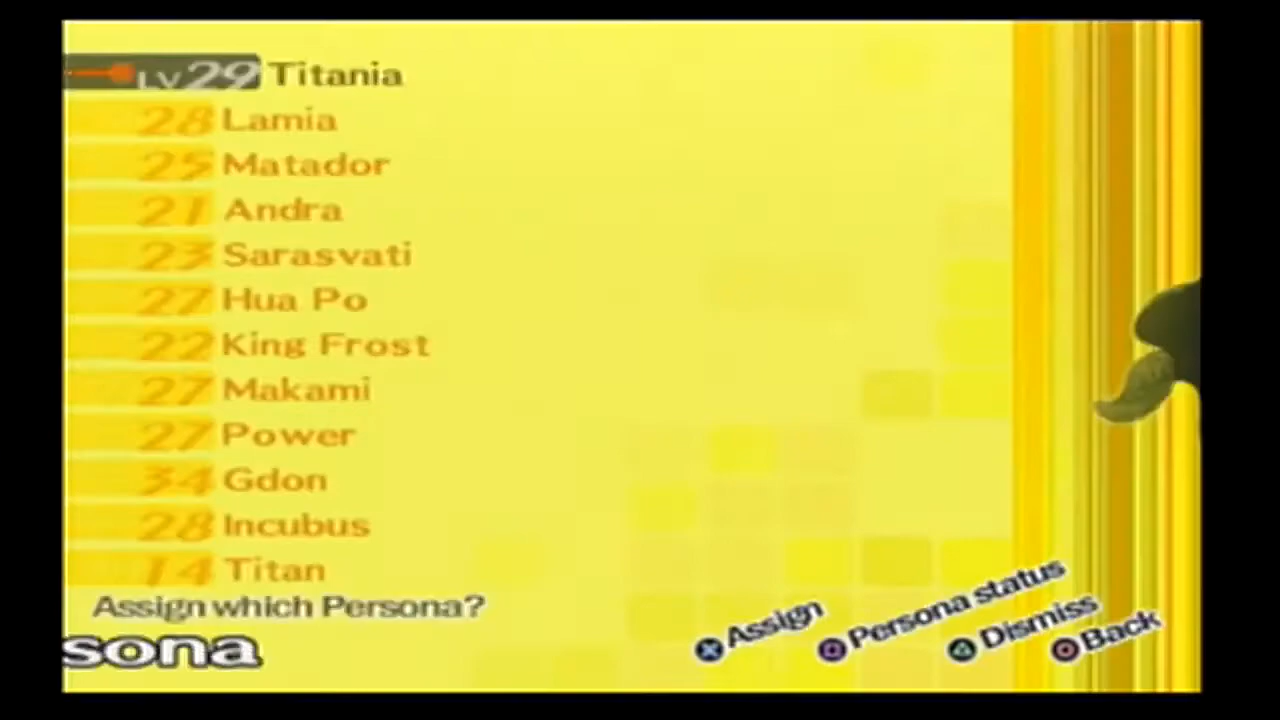 LV 29 Titania
28 Lamia
25 Matador
21 Andra
23 Sarasvati
27 Hua Po
22 King Frost
27 Makami
27 Power
34 Gdon
28 Incubus
14 Titan
Assign which Persona?
sona
Assign Persona status Dismiss Back